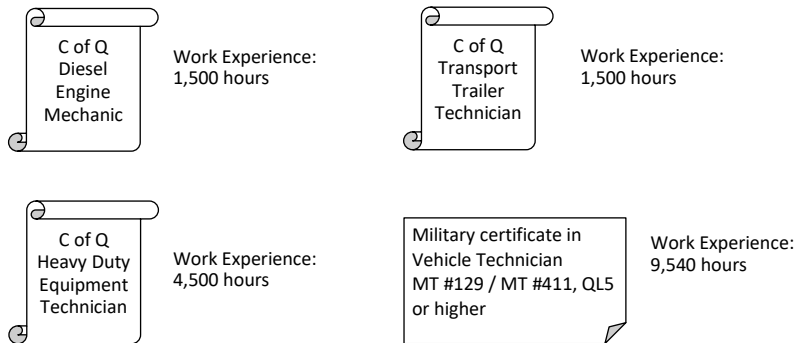 C of Q
Diesel
Engine
Mechanic
Work Experience:
1,500 hours
C of Q
Transport
Trailer
Technician
Work Experience:
1,500 hours
C of Q
Heavy Duty
Equipment
Technician
Work Experience:
4,500 hours
Military certificate in
Vehicle Technician
MT #129 / MT #411, QL5
or higher
Work Experience:
9,540 hours